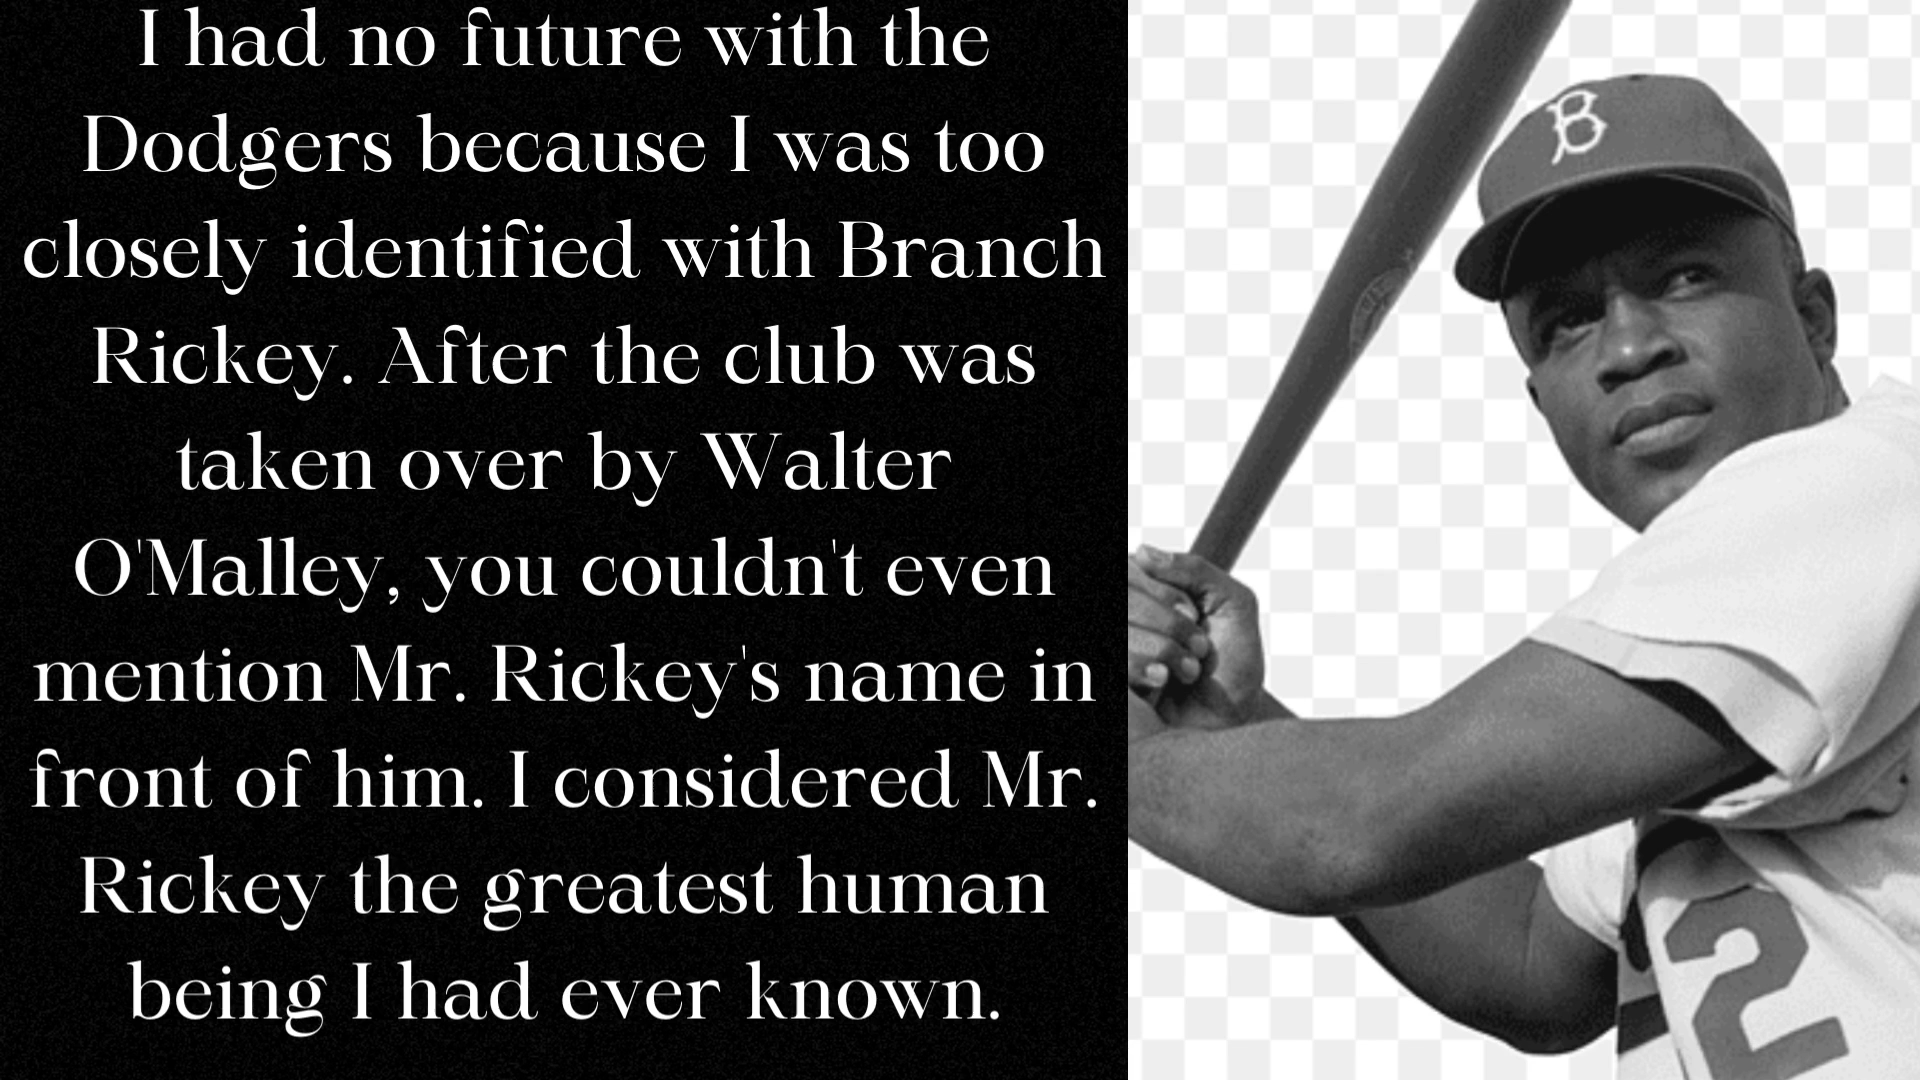 I had no future with the
Dodgers because I was too
closely identified with Branch
Rickey. After the club was
taken over by Walter
O'Malley, you couldn't even
mention Mr. Rickey's name in
front of him. I considered Mr.
Rickey the greatest human
being I had ever known.
B
2